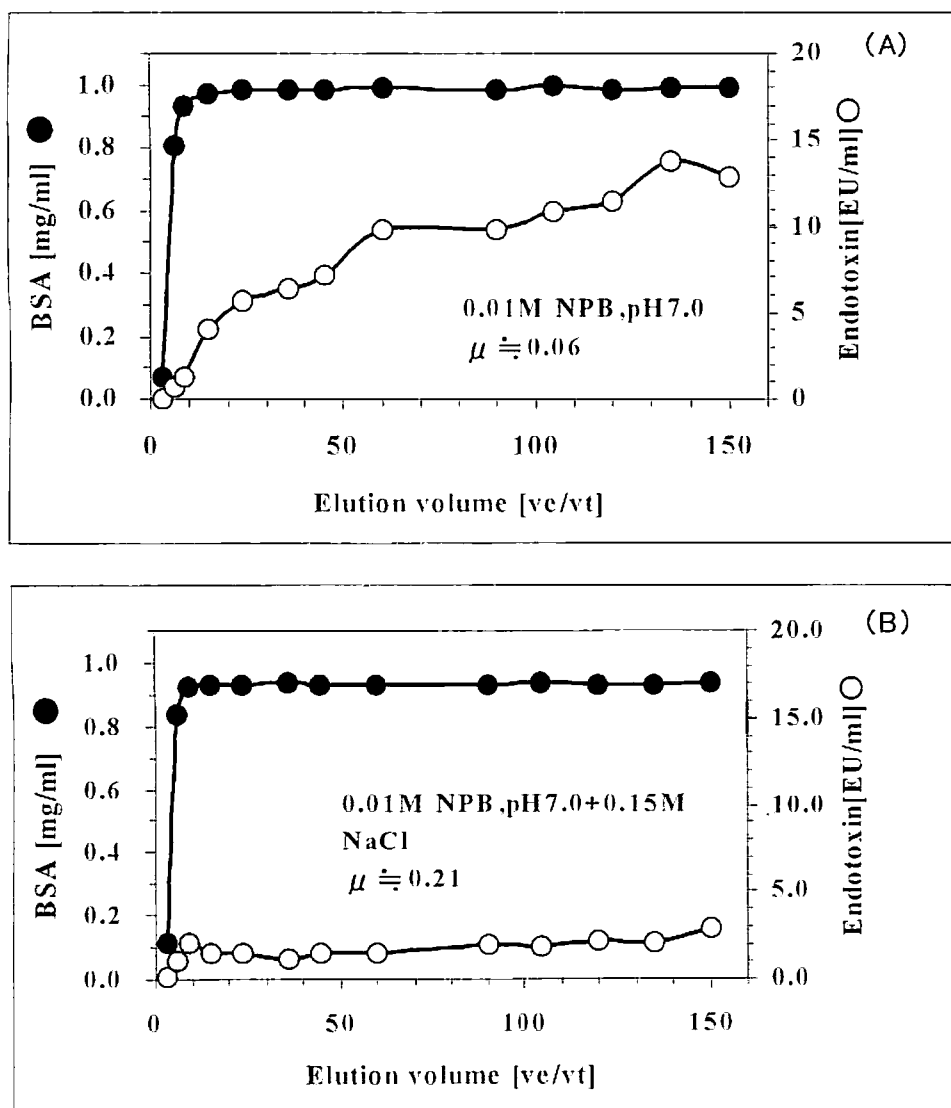 (A)
20
15
10
5
0
1.0
0.8
0.6
0.4
0.2
0.0
BSA [mg/ml]
Endotoxin[EU/ml]
0.01M NPB,pH7.0
μ ≒ 0.06
0 50 100 150
Elution volume [ve/vt]
(B)
20.0
15.0
10.0
5.0
0.0
1.0
0.8
0.6
0.4
0.2
0.0
BSA [mg/ml]
Endotoxin[EU/ml]
0.01M NPB,pH7.0+0.15M
NaCl
μ ≒ 0.21
0 50 100 150
Elution volume [ve/vt]